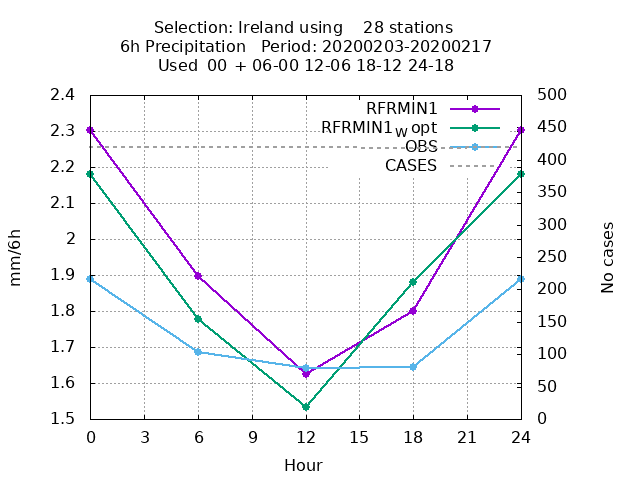 Selection: Ireland using    28 stations
6h Precipitation   Period: 20200203-20200217
Used  00  + 06-00 12-06 18-12 24-18
RFRMIN1
RFRMIN1w opt
OBS
CASES
2.4
2.3
2.2
2.1
2
1.9
1.8
1.7
1.6
1.5
mm/6h
500
450
400
350
300
250
200
150
100
50
0
No cases
0 3 6 9 12 15 18 21 24
Hour